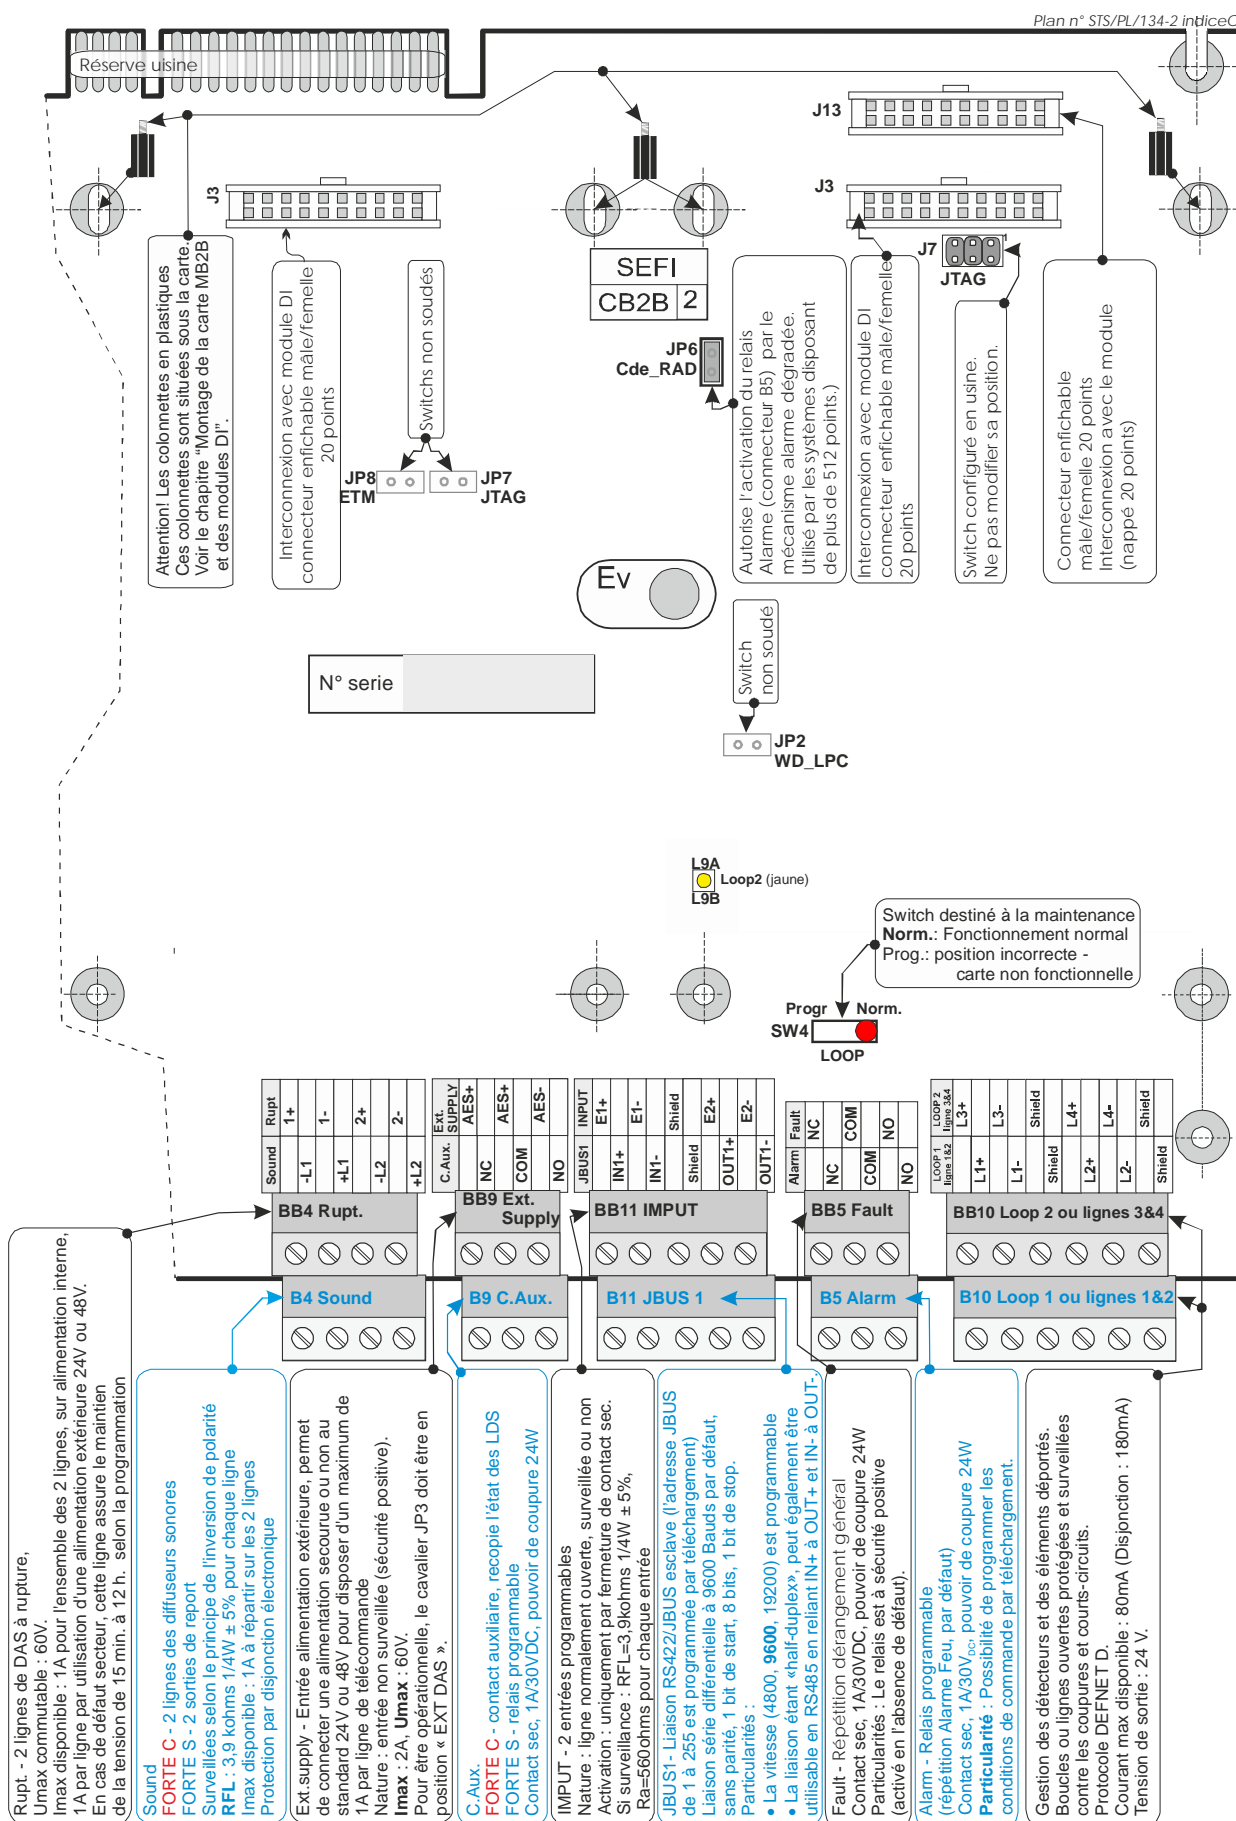 Plan n° STS/PL/134-2 indiceC
Réserve uisine
J13
J3
J3
J7
JTAG
SEFI
CB2B 2
JP6
Cde_RAD
Attention! Les colonnettes en plastiques
Ces colonnettes sont situées sous la carte.
Voir le chapitre "Montage de la carte MB2B
et des modules DI".
Interconnexion avec module DI
connecteur enfichable mâle/femelle
20 points
Switchs non soudés
JP8
ETM
JP7
JTAG
Autorise l'activation du relais
Alarme (connecteur B5) par le
mécanisme alarme dégradée.
Utilisé par les systèmes disposant
de plus de 512 points.)
Interconnexion avec module DI
connecteur enfichable mâle/femelle
20 points
Switch configuré en usine.
Ne pas modifier sa position.
Connecteur enfichable
mâle/femelle 20 points
Interconnexion avec le module
(nappé 20 points)
Ev
Switch
non soudé
N° serie
JP2
WD_LPC
L9A
Loop2 (jaune)
L9B
Switch destiné à la maintenance
Norm.: Fonctionnement normal
Prog.: position incorrecte -
carte non fonctionnelle
Progr Norm.
SW4
LOOP
Sound Rupt
1+
-L1
1-
+L1
2+
-L2
2-
+L2
C.Aux. Ext. SUPPLY
AES+
NC
AES+
COM
AES-
NO
JBUS1 INPUT
E1+
IN1+
E1-
IN1-
Shield
Shield
E2+
OUT1+
E2-
OUT1-
Alarm Fault
NC
NC
COM
COM
NO
NO
LOOP 1 ligne 1&2
LOOP 2 ligne 3&4
L3+
L1+
L3-
L1-
Shield
Shield
L4+
L2+
L4-
L2-
Shield
Shield
BB4 Rupt.
BB9 Ext.
Supply
BB11 IMPUT
BB5 Fault
BB10 Loop 2 ou lignes 3&4
B4 Sound
B9 C.Aux.
B11 JBUS 1
B5 Alarm
B10 Loop 1 ou lignes 1&2
Rupt. - 2 lignes de DAS à rupture,
Umax commutable : 60V.
Imax disponible : 1A pour l'ensemble des 2 lignes, sur alimentation interne,
1A par ligne par utilisation d'une alimentation extérieure 24V ou 48V.
En cas de défaut secteur, cette ligne assure le maintien
de la tension de 15 min. à 12 h. selon la programmation
Sound
FORTE C - 2 lignes des diffuseurs sonores
FORTE S - 2 sorties de report
Surveillées selon le principe de l'inversion de polarité
RFL : 3,9 kohms 1/4W ± 5% pour chaque ligne
Imax disponible : 1A à répartir sur les 2 lignes
Protection par disjonction électronique
Ext.supply - Entrée alimentation extérieure, permet
de connecter une alimentation secourue ou non au
standard 24V ou 48V pour disposer d'un maximum de
1A par ligne de télécommande
Nature : entrée non surveillée (sécurité positive).
Imax : 2A, Umax : 60V.
Pour être opérationnelle, le cavalier JP3 doit être en
position « EXT DAS ».
C.Aux.
FORTE C - contact auxiliaire, recopie l'état des LDS
FORTE S - relais programmable
Contact sec, 1A/30VDC, pouvoir de coupure 24W
IMPUT - 2 entrées programmables
Nature : ligne normalement ouverte, surveillée ou non
Activation : uniquement par fermeture de contact sec.
Si surveillance : RFL=3,9kohms 1/4W ± 5%,
Ra=560ohms pour chaque entrée
JBUS1- Liaison RS422/JBUS esclave (l'adresse JBUS
de 1 à 255 est programmée par téléchargement)
Liaison série différentielle à 9600 Bauds par défaut,
sans parité, 1 bit de start, 8 bits, 1 bit de stop.
Particularités :
• La vitesse (4800, 9600, 19200) est programmable
• La liaison étant «half-duplex», peut également être
utilisable en RS485 en reliant IN+ à OUT+ et IN- à OUT-.
Fault - Répétition dérangement général
Contact sec, 1A/30VDC, pouvoir de coupure 24W
Particularités : Le relais est à sécurité positive
(activé en l'absence de défaut).
Alarm - Relais programmable
(répétition Alarme Feu, par défaut)
Contact sec, 1A/30VDC, pouvoir de coupure 24W
Particularité : Possibilité de programmer les
conditions de commande par téléchargement.
Gestion des détecteurs et des éléments déportés.
Boucles ou lignes ouvertes protégées et surveillées
contre les coupures et courts-circuits.
Protocole DEFNET D.
Courant max disponible : 80mA (Disjonction : 180mA)
Tension de sortie : 24 V.